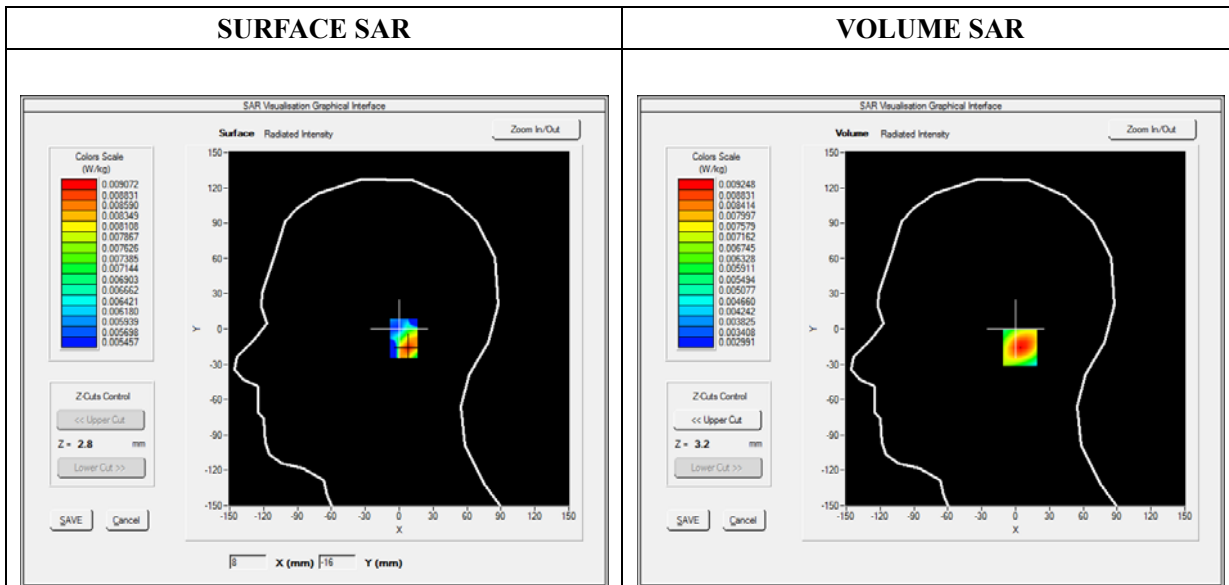 SURFACE SAR
VOLUME SAR
SAR Visualisation Graphical Interface
Surface Radiated Intensity
Zoom In/Out
Colors Scale
(W/kg)
0.009072
0.008831
0.008590
0.008349
0.008108
0.007867
0.007626
0.007385
0.007144
0.006903
0.006662
0.006421
0.006180
0.005939
0.005698
0.005457
150
120
90
60
30
0
-30
-60
-90
-120
-150
Y
-150 -120 -90 -60 -30 0 30 60 90 120 150
X
Z-Cuts Control
<< Upper Cut
Z = 2.8 mm
Lower Cut >>
SAVE Cancel
8 X (mm) -16 Y (mm)
SAR Visualisation Graphical Interface
Volume Radiated Intensity
Zoom In/Out
Colors Scale
(W/kg)
0.009248
0.008831
0.008414
0.007997
0.007579
0.007162
0.006745
0.006328
0.005911
0.005494
0.005077
0.004660
0.004242
0.003825
0.003408
0.002991
150
120
90
60
30
0
-30
-60
-90
-120
-150
Y
-150 -120 -90 -60 -30 0 30 60 90 120 150
X
Z-Cuts Control
<< Upper Cut
Z = 3.2 mm
Lower Cut >>
SAVE Cancel